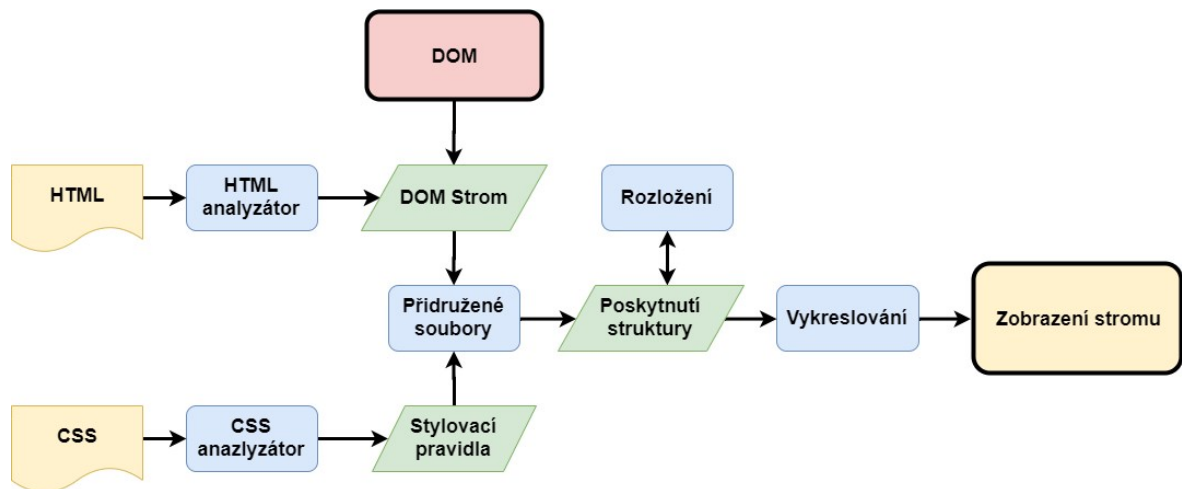 DOM
HTML
HTML
analyzátor
DOM Strom
Rozložení
Přidružené
soubory
Poskytnutí
struktury
Vykreslování
Zobrazení stromu
CSS
CSS
anazlyzátor
Stylovací
pravidla